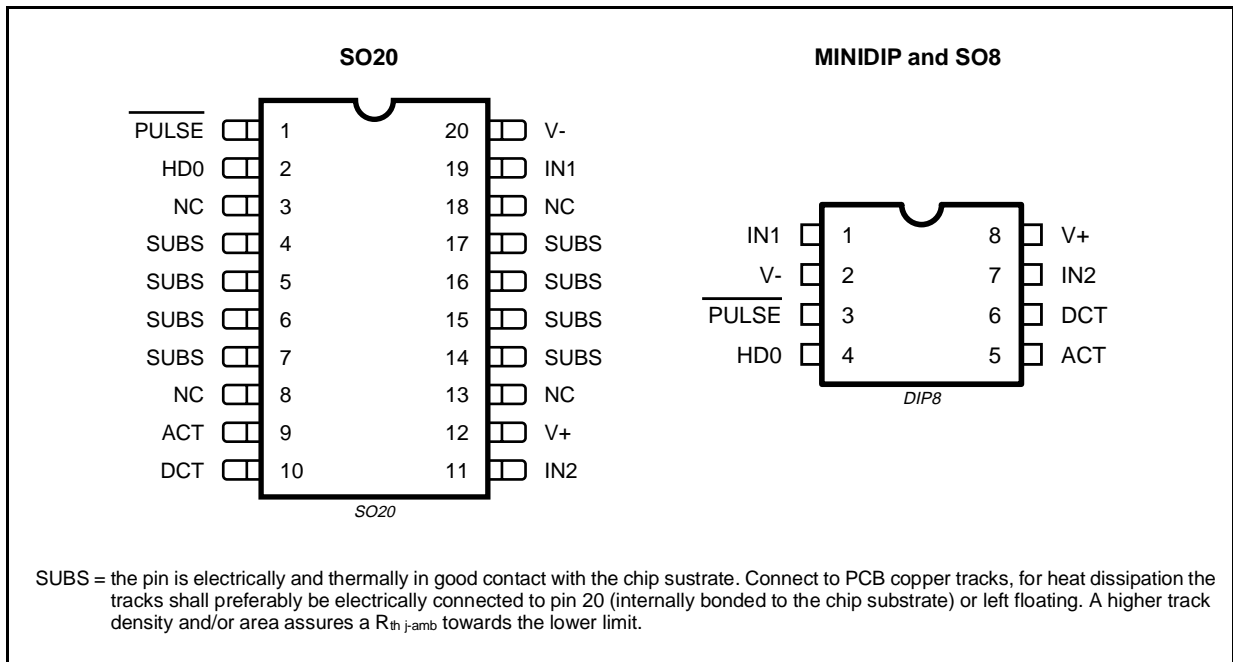 SO20
PULSE 1 20 V-
HD0 2 19 IN1
NC 3 18 NC
SUBS 4 17 SUBS
SUBS 5 16 SUBS
SUBS 6 15 SUBS
SUBS 7 14 SUBS
NC 8 13 NC
ACT 9 12 V+
DCT 10 11 IN2
SO20
MINIDIP and SO8
IN1 1 8 V+
V- 2 7 IN2
PULSE 3 6 DCT
HD0 4 5 ACT
DIP8
SUBS = the pin is electrically and thermally in good contact with the chip sustrate. Connect to PCB copper tracks, for heat dissipation the
tracks shall preferably be electrically connected to pin 20 (internally bonded to the chip substrate) or left floating. A higher track
density and/or area assures a Rth j-amb towards the lower limit.